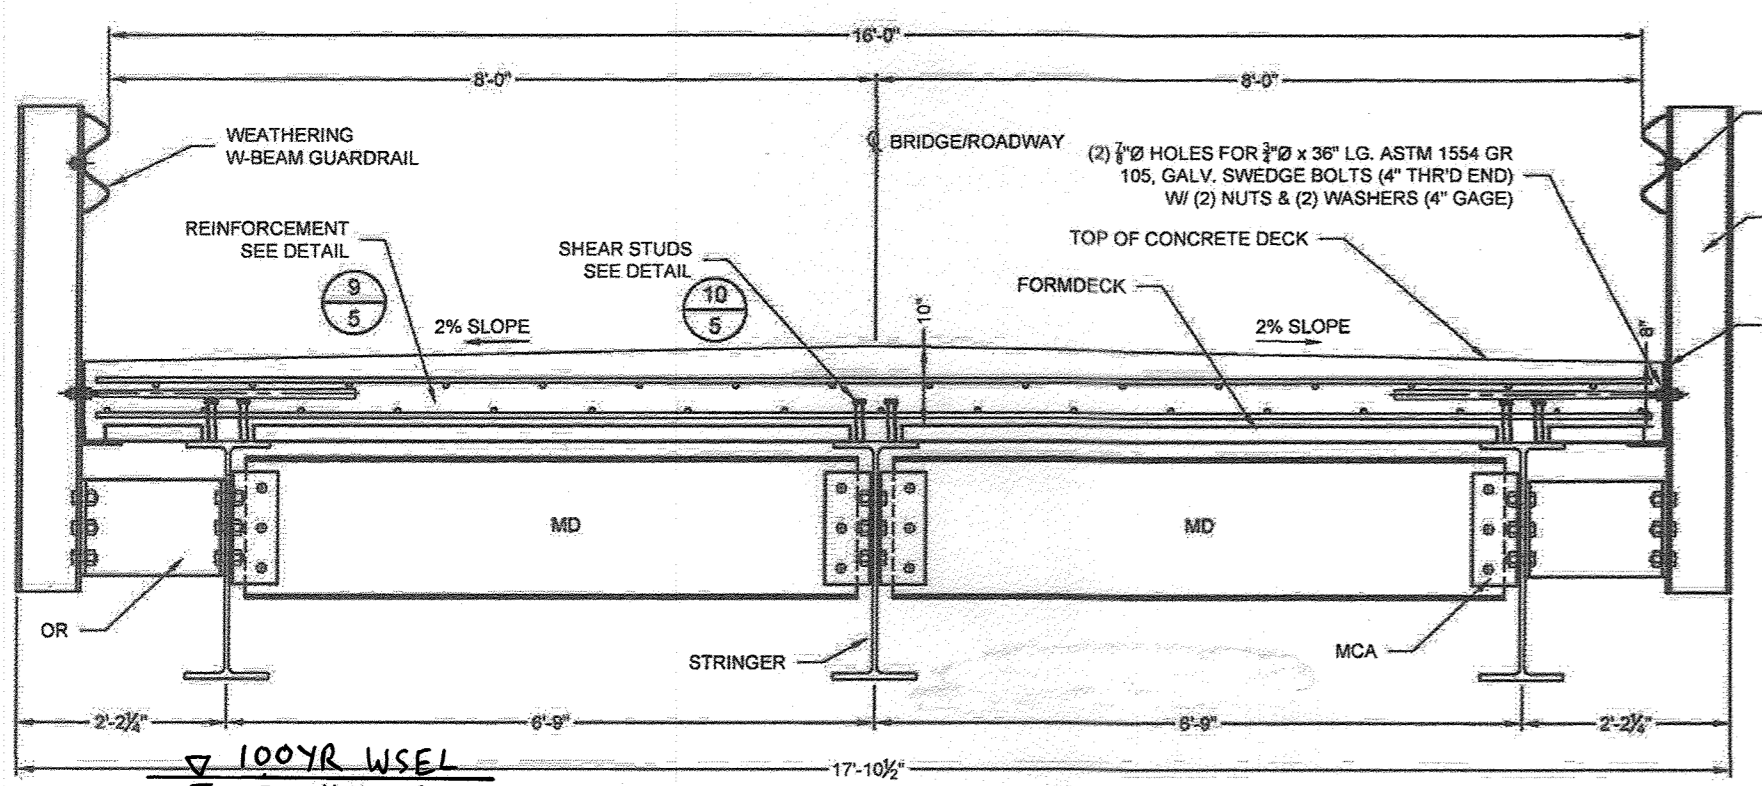 16'-0"
8'-0"
8'-0"
WEATHERING
W-BEAM GUARDRAIL
℄ BRIDGE/ROADWAY
(2) ⅞"Ø HOLES FOR ¾"Ø x 36" LG. ASTM 1554 GR
105, GALV. SWEDGE BOLTS (4" THR'D END)
W/ (2) NUTS & (2) WASHERS (4" GAGE)
REINFORCEMENT
SEE DETAIL
9
5
SHEAR STUDS
SEE DETAIL
10
5
TOP OF CONCRETE DECK
FORMDECK
10"
2% SLOPE
2% SLOPE
8"
MD
MD
OR
STRINGER
MCA
2'-2¼"
6'-9"
6'-9"
2'-2¼"
100YR WSEL
17'-10½"